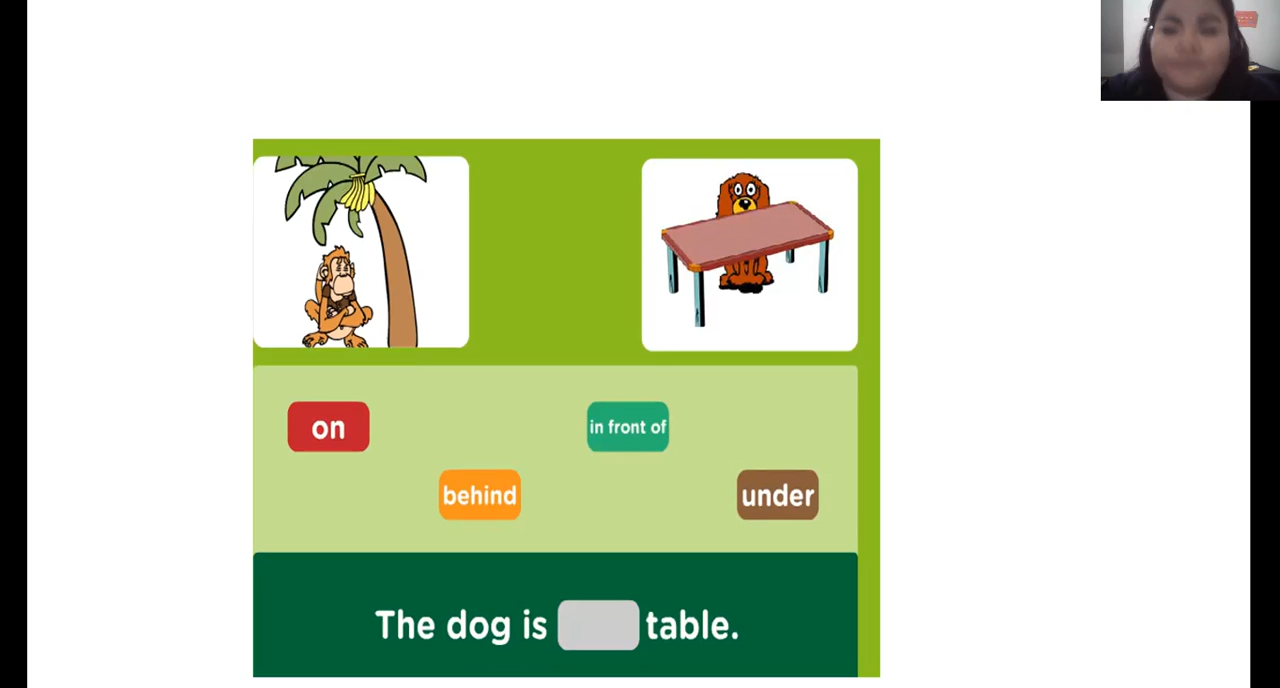 on
in front of
behind
under
The dog is table.